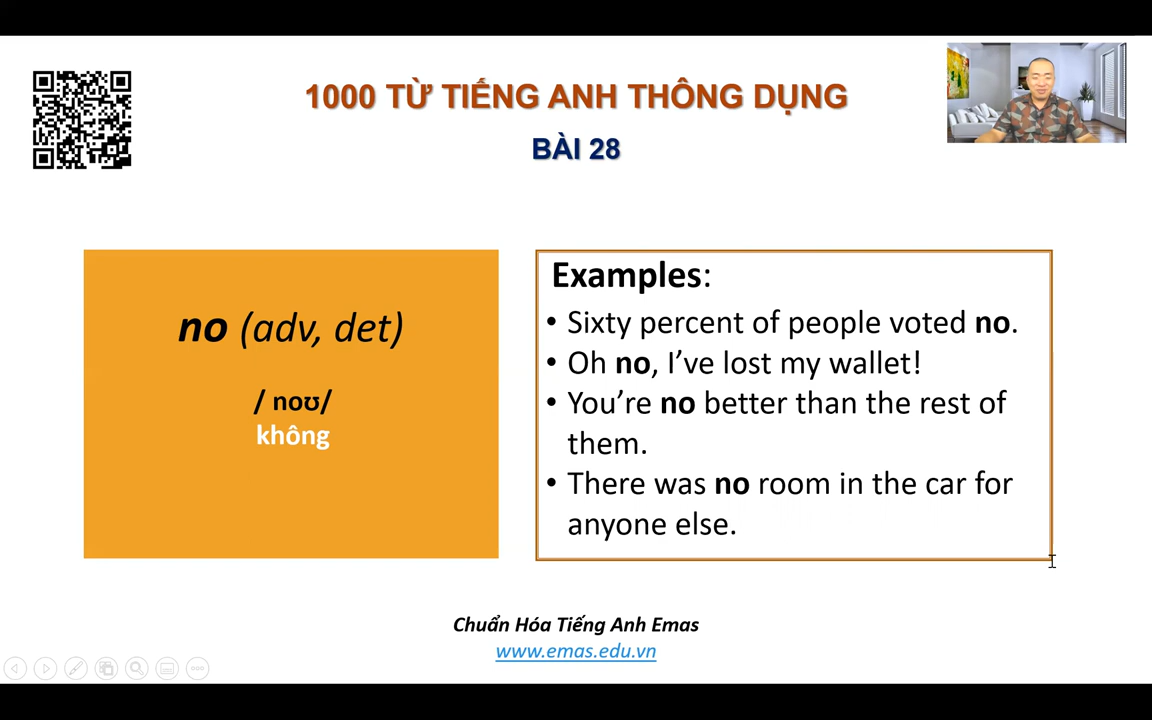 1000 TỪ TIẾNG ANH THÔNG DỤNG
BÀI 28
no (adv, det)
/ noʊ/
không
Examples:
• Sixty percent of people voted no.
• Oh no, I’ve lost my wallet!
• You’re no better than the rest of
them.
• There was no room in the car for
anyone else.
Chuẩn Hóa Tiếng Anh Emas
www.emas.edu.vn